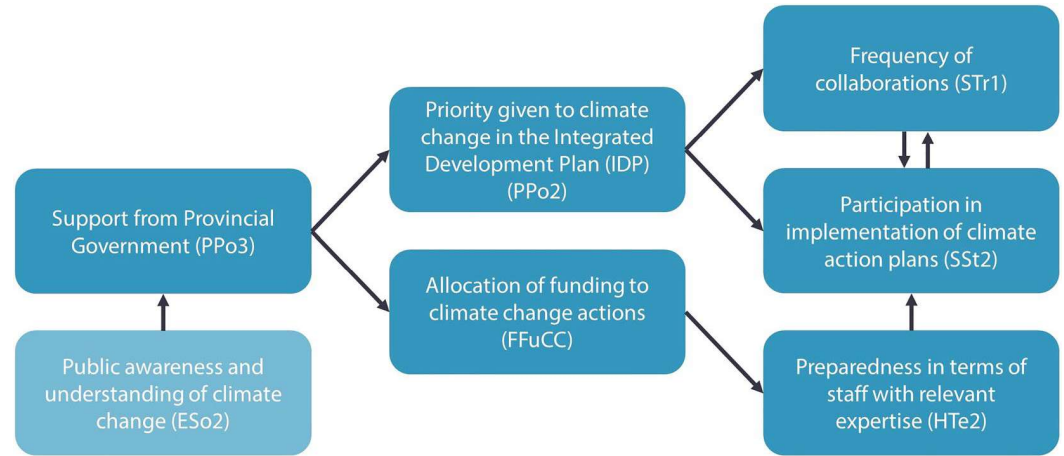 Support from Provincial
Government (PPo3)
Public awareness and
understanding of climate
change (ESo2)
Priority given to climate
change in the Integrated
Development Plan (IDP)
(PPo2)
Allocation of funding to
climate change actions
(FFuCC)
Frequency of
collaborations (STr1)
Participation in
implementation of climate
action plans (SSt2)
Preparedness in terms of
staff with relevant
expertise (HTe2)